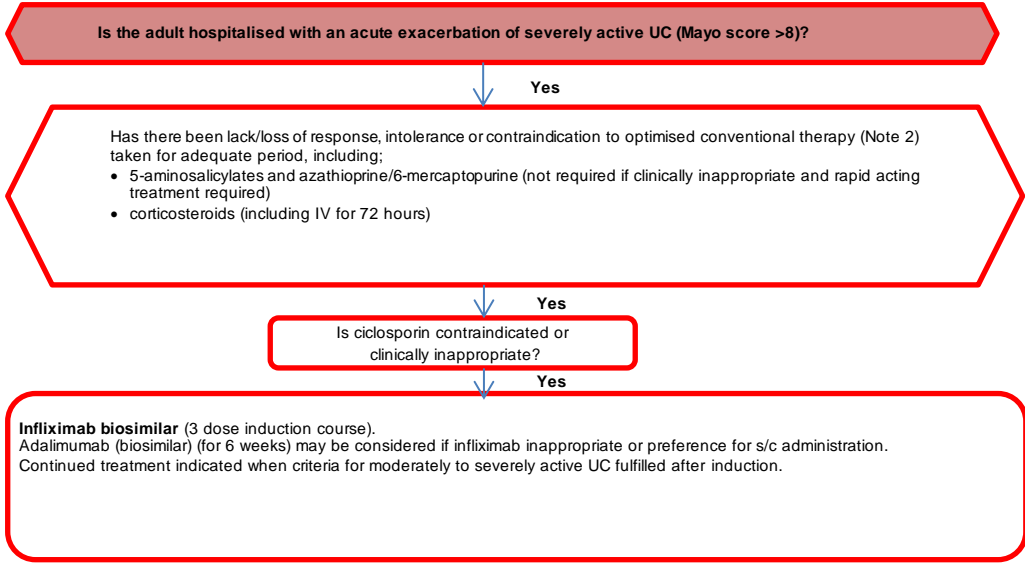 Is the adult hospitalised with an acute exacerbation of severely active UC (Mayo score >8)?
Yes
Has there been lack/loss of response, intolerance or contraindication to optimised conventional therapy (Note 2)
taken for adequate period, including;
• 5-aminosalicylates and azathioprine/6-mercaptopurine (not required if clinically inappropriate and rapid acting
treatment required)
• corticosteroids (including IV for 72 hours)
Yes
Is ciclosporin contraindicated or
clinically inappropriate?
Yes
Infliximab biosimilar (3 dose induction course).
Adalimumab (biosimilar) (for 6 weeks) may be considered if infliximab inappropriate or preference for s/c administration.
Continued treatment indicated when criteria for moderately to severely active UC fulfilled after induction.